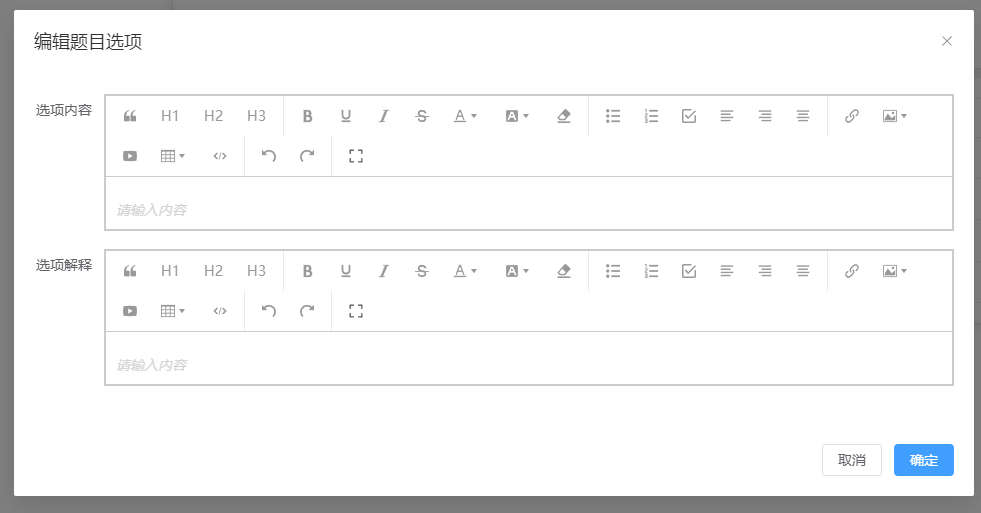 编辑题目选项
选项内容
H1 H2 H3 B U I S A A
请输入内容
选项解释
H1 H2 H3 B U I S A A
请输入内容
取消 确定